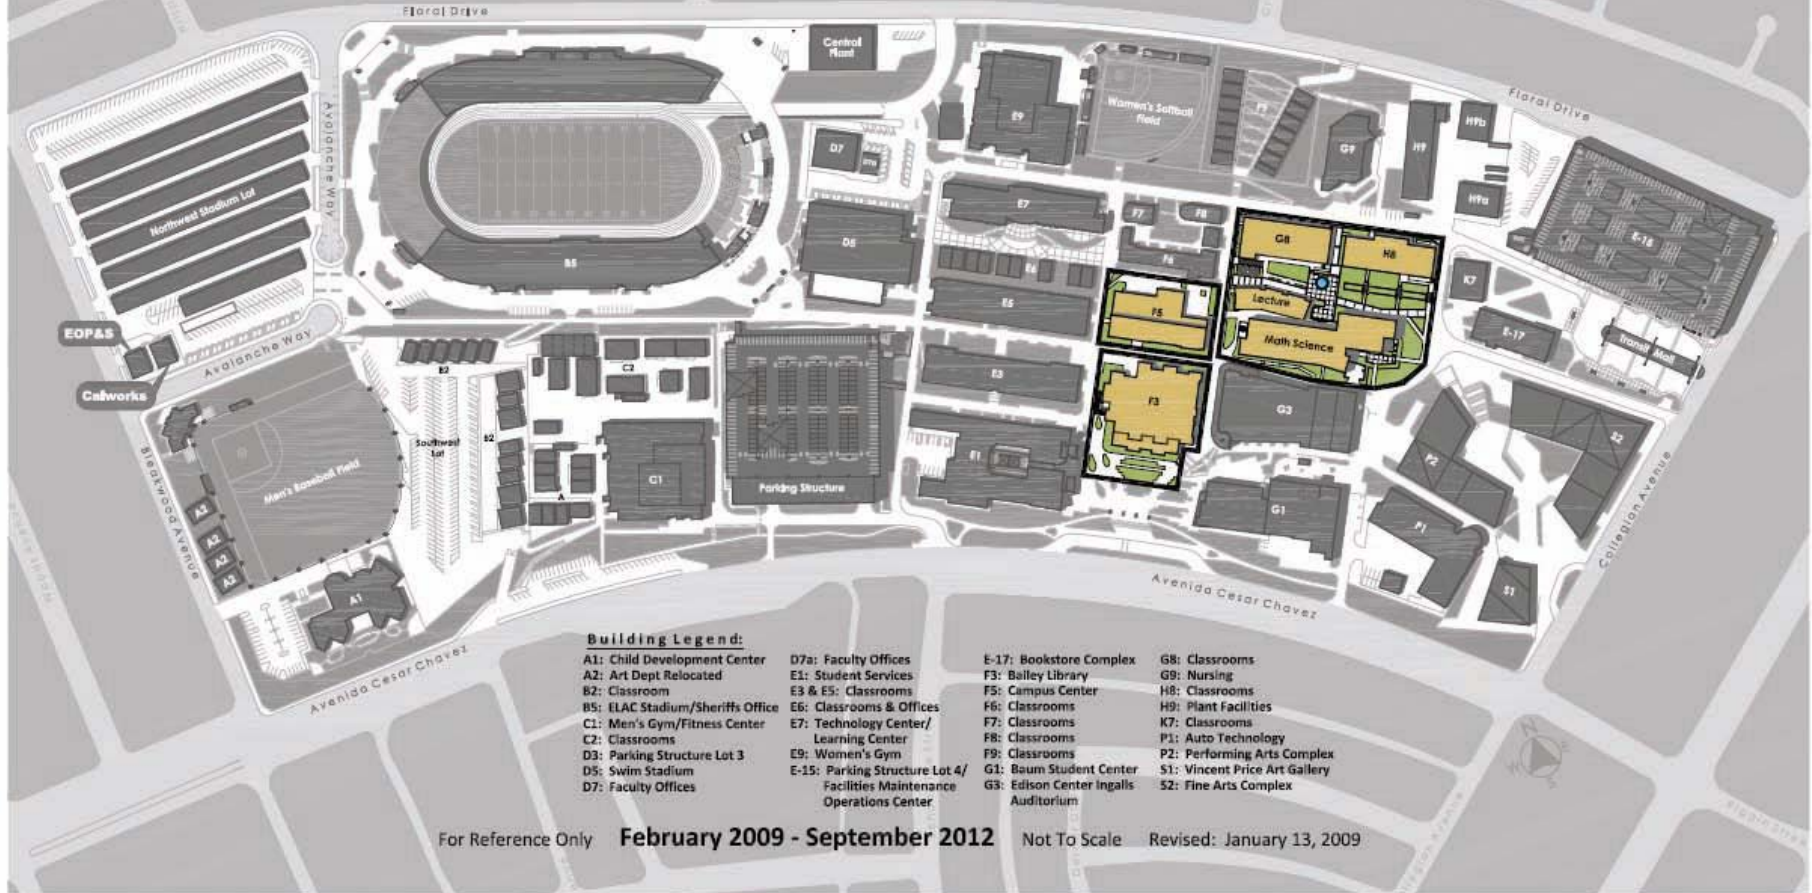 Floral Drive
Central
Plant
Floral Drive
Avalanche Way
Northwest Stadium Lot
B5
D7
D7a
D5
E9
Women's Softball
Field
F9
G9
H9
H9b
H9a
E-15
E7
F7
F8
F6
E6
E5
E3
E1
F5
F3
G8
H8
Lecture
Math Science
K7
E-17
Transit Mall
G3
G1
P2
P1
S2
S1
EOP&S
Calworks
Avalanche Way
Bleakwood Avenue
Men's Baseball Field
A2
A2
A2
A2
A1
B2
B2
Southwest
Lot
C2
C1
A
Parking Structure
Collegian Avenue
Avenida Cesar Chavez
Avenida Cesar Chavez
Building Legend:
A1: Child Development Center
A2: Art Dept Relocated
B2: Classroom
B5: ELAC Stadium/Sheriffs Office
C1: Men's Gym/Fitness Center
C2: Classrooms
D3: Parking Structure Lot 3
D5: Swim Stadium
D7: Faculty Offices
D7a: Faculty Offices
E1: Student Services
E3 & E5: Classrooms
E6: Classrooms & Offices
E7: Technology Center/
Learning Center
E9: Women's Gym
E-15: Parking Structure Lot 4/
Facilities Maintenance
Operations Center
E-17: Bookstore Complex
F3: Bailey Library
F5: Campus Center
F6: Classrooms
F7: Classrooms
F8: Classrooms
F9: Classrooms
G1: Baum Student Center
G3: Edison Center Ingalls
Auditorium
G8: Classrooms
G9: Nursing
H8: Classrooms
H9: Plant Facilities
K7: Classrooms
P1: Auto Technology
P2: Performing Arts Complex
S1: Vincent Price Art Gallery
S2: Fine Arts Complex
For Reference Only February 2009 - September 2012 Not To Scale Revised: January 13, 2009